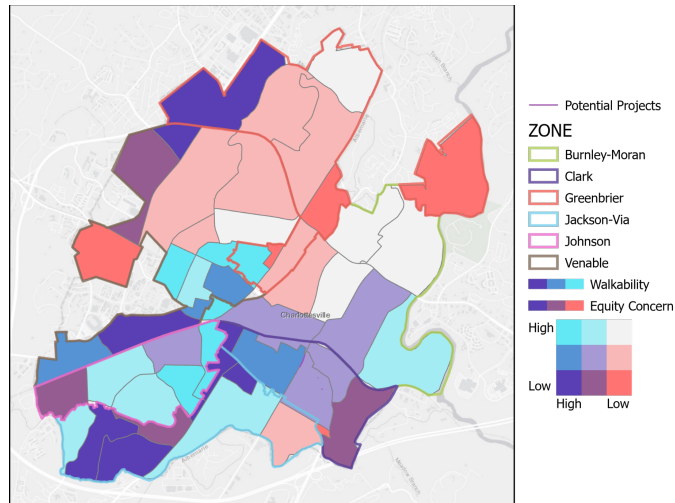 Potential Projects
ZONE
Burnley-Moran
Clark
Greenbrier
Jackson-Via
Johnson
Venable
Walkability
Equity Concern
High
Low
High Low
Charlottesville